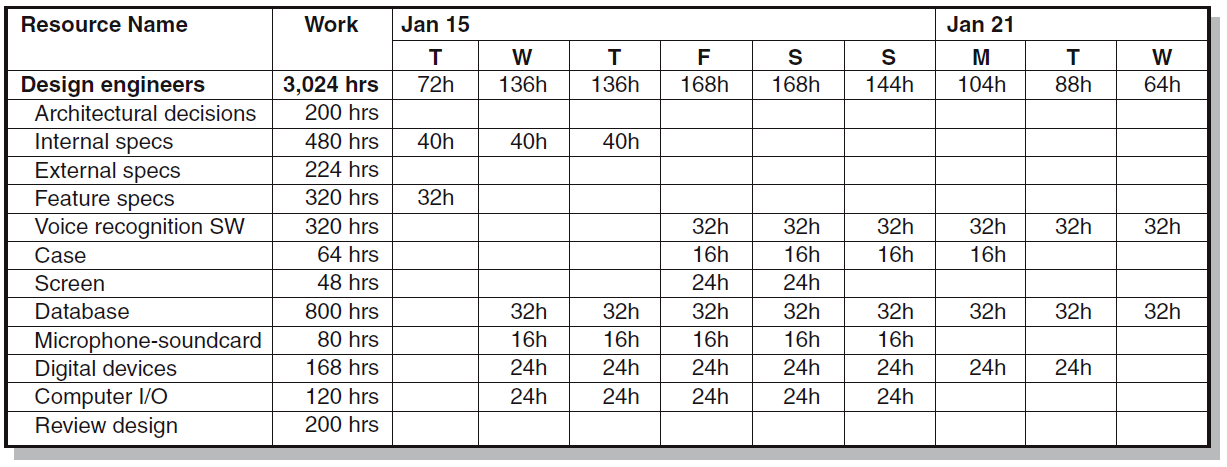 Resource Name Work Jan 15 Jan 21
T W T F S S M T W
Design engineers 3,024 hrs 72h 136h 136h 168h 168h 144h 104h 88h 64h
Architectural decisions 200 hrs
Internal specs 480 hrs 40h 40h 40h
External specs 224 hrs
Feature specs 320 hrs 32h
Voice recognition SW 320 hrs 32h 32h 32h 32h 32h 32h
Case 64 hrs 16h 16h 16h 16h
Screen 48 hrs 24h 24h
Database 800 hrs 32h 32h 32h 32h 32h 32h 32h 32h
Microphone-soundcard 80 hrs 16h 16h 16h 16h 16h
Digital devices 168 hrs 24h 24h 24h 24h 24h 24h 24h
Computer I/O 120 hrs 24h 24h 24h 24h 24h
Review design 200 hrs